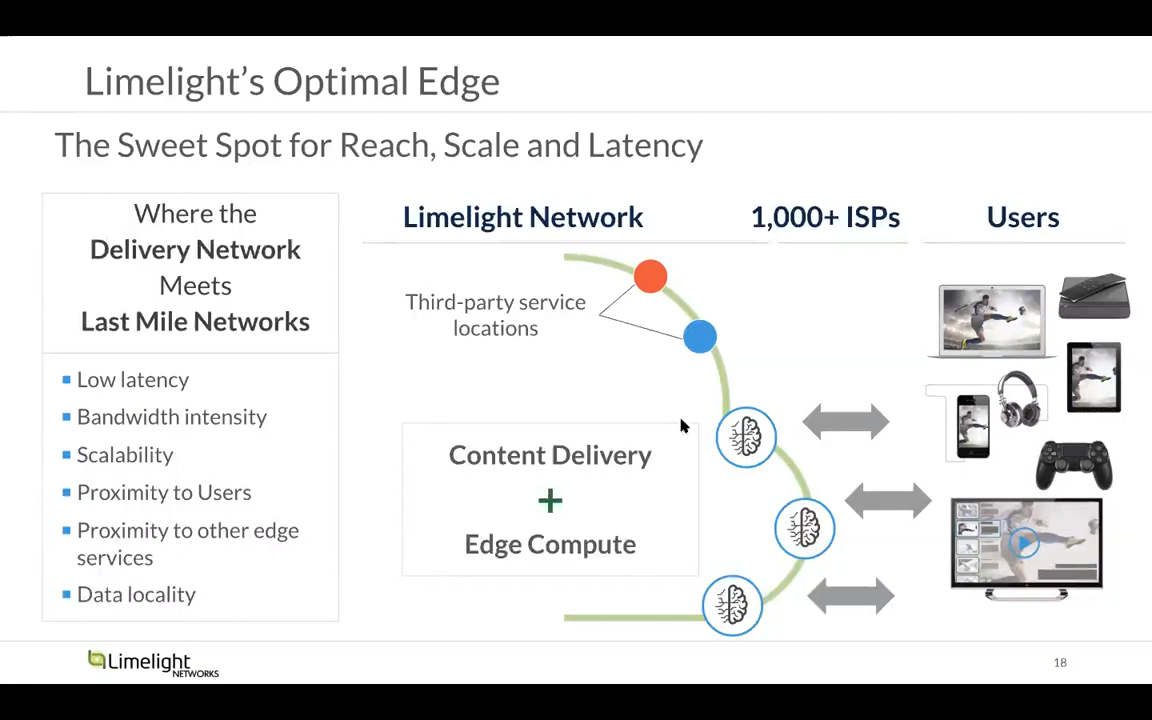 Limelight’s Optimal Edge
The Sweet Spot for Reach, Scale and Latency
Where the
Delivery Network
Meets
Last Mile Networks
Low latency
Bandwidth intensity
Scalability
Proximity to Users
Proximity to other edge
services
Data locality
Limelight Network
1,000+ ISPs
Users
Third-party service
locations
Content Delivery
+
Edge Compute
Limelight
NETWORKS
18